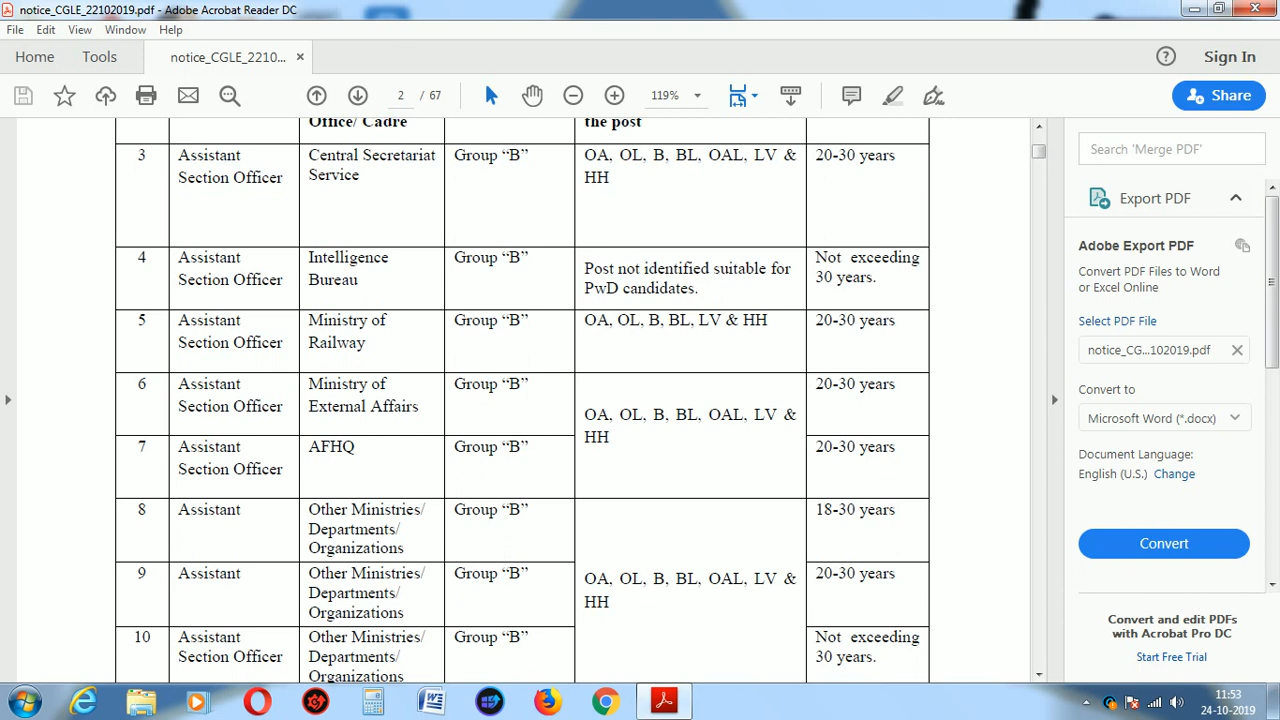 notice_CGLE_22102019.pdf - Adobe Acrobat Reader DC
File Edit View Window Help
Home Tools notice_CGLE_2210... × Sign In
2 / 67 119% Share
Office/ Cadre the post
3 Assistant Central Secretariat Group “B” OA, OL, B, BL, OAL, LV & 20-30 years
Section Officer Service HH
4 Assistant Intelligence Group “B” Post not identified suitable for Not exceeding
Section Officer Bureau PwD candidates. 30 years.
5 Assistant Ministry of Group “B” OA, OL, B, BL, LV & HH 20-30 years
Section Officer Railway
6 Assistant Ministry of Group “B” 20-30 years
Section Officer External Affairs OA, OL, B, BL, OAL, LV &
HH
7 Assistant AFHQ Group “B” 20-30 years
Section Officer
8 Assistant Other Ministries/ Group “B” 18-30 years
Departments/
Organizations
9 Assistant Other Ministries/ Group “B” OA, OL, B, BL, OAL, LV & 20-30 years
Departments/ HH
Organizations
10 Assistant Other Ministries/ Group “B” Not exceeding
Section Officer Departments/ 30 years.
Organizations
Search 'Merge PDF'
Export PDF
Adobe Export PDF
Convert PDF Files to Word
or Excel Online
Select PDF File
notice_CG...102019.pdf
Convert to
Microsoft Word (*.docx)
Document Language:
English (U.S.) Change
Convert
Convert and edit PDFs
with Acrobat Pro DC
Start Free Trial
11:53
24-10-2019